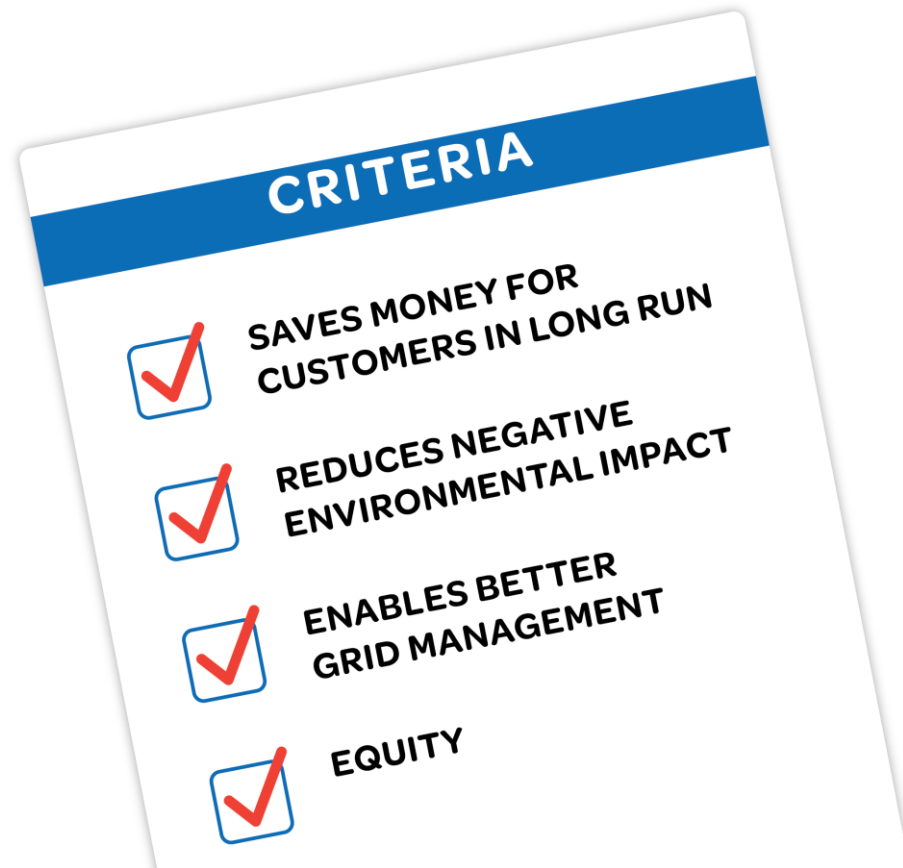 CRITERIA
SAVES MONEY FOR
CUSTOMERS IN LONG RUN
REDUCES NEGATIVE
ENVIRONMENTAL IMPACT
ENABLES BETTER
GRID MANAGEMENT
EQUITY